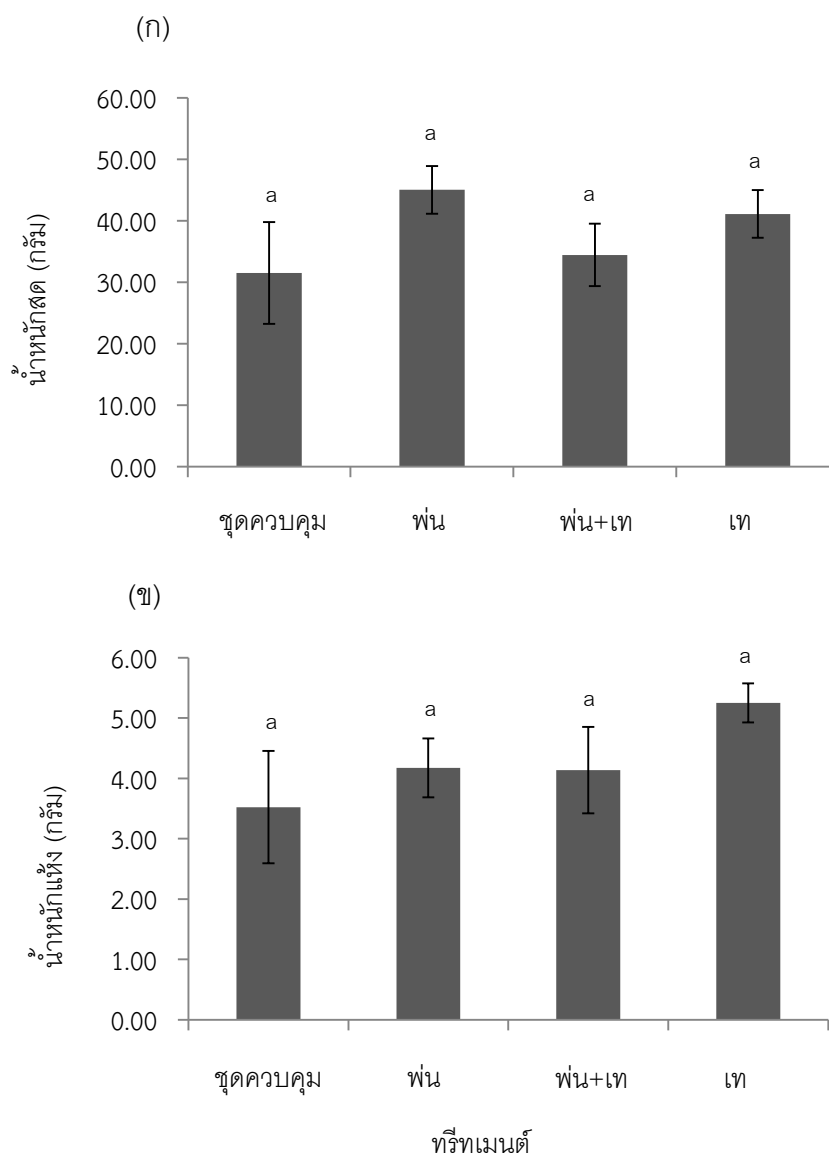 (ก)
60.00
50.00
40.00
30.00
20.00
10.00
0.00
น้ำหนักสด (กรัม)
a
a
a
a
ชุดควบคุม พ่น พ่น+เท เท
(ข)
6.00
5.00
4.00
3.00
2.00
1.00
0.00
น้ำหนักแห้ง (กรัม)
a
a
a
a
ชุดควบคุม พ่น พ่น+เท เท
ทรีทเมนต์